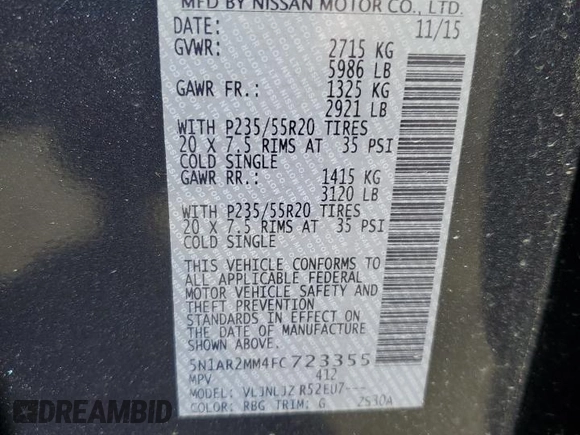 MFD BY NISSAN MOTOR CO., LTD.
DATE: 11/15
GVWR: 2715 KG
5986 LB
GAWR FR.: 1325 KG
2921 LB
WITH P235/55R20 TIRES
20 X 7.5 RIMS AT 35 PSI
COLD SINGLE
GAWR RR.: 1415 KG
3120 LB
WITH P235/55R20 TIRES
20 X 7.5 RIMS AT 35 PSI
COLD SINGLE
THIS VEHICLE CONFORMS TO
ALL APPLICABLE FEDERAL
MOTOR VEHICLE SAFETY AND
THEFT PREVENTION
STANDARDS IN EFFECT ON
THE DATE OF MANUFACTURE
SHOWN ABOVE.
5N1AR2MM4FC723355
MPV 412
MODEL: VLJNLJZ R52EU7---
COLOR: RBG TRIM: G 2S30A
AUTOBIDMASTER